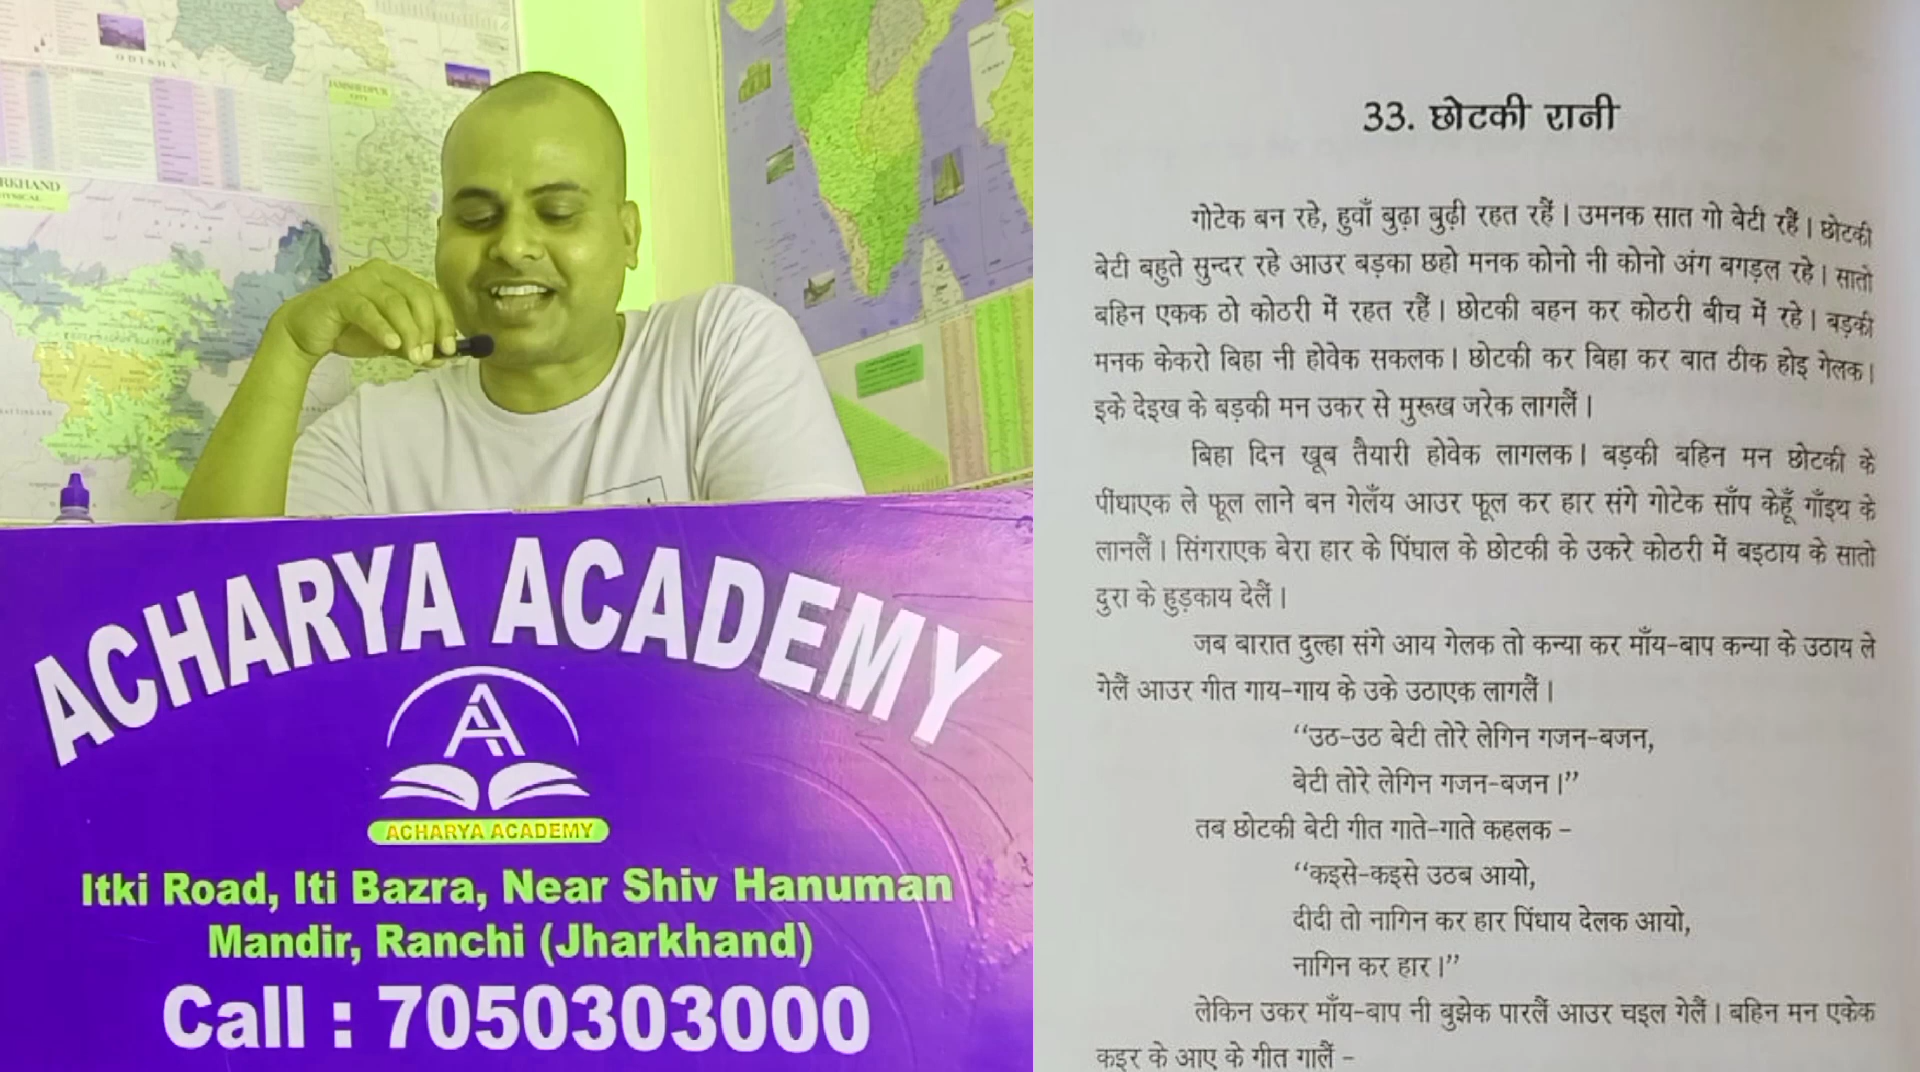 ODISHA
JAMSHEDPUR
CITY
RKHAND
ACHARYA ACADEMY
ACHARYA ACADEMY
Itki Road, Iti Bazra, Near Shiv Hanuman
Mandir, Ranchi (Jharkhand)
Call : 7050303000
33. छोटकी रानी
गोटेक बन रहे, हुवाँ बुढ़ा बुढ़ी रहत रहैं। उमनक सात गो बेटी रहैं। छोटकी
बेटी बहुते सुन्दर रहे आउर बड़का छहो मनक कोनो नी कोनो अंग बगड़ल रहे। सातो
बहिन एकक ठो कोठरी में रहत रहैं। छोटकी बहन कर कोठरी बीच में रहे। बड़की
मनक केकरो बिहा नी होवेक सकलक। छोटकी कर बिहा कर बात ठीक होइ गेलक।
इके देइख के बड़की मन उकर से मुरूख जरेक लागलैं।
बिहा दिन खूब तैयारी होवेक लागलक। बड़की बहिन मन छोटकी के
पींधाएक ले फूल लाने बन गेलँय आउर फूल कर हार संगे गोटेक साँप केहूँ गाँइथ के
लानलैं। सिंगराएक बेरा हार के पिंघाल के छोटकी के उकरे कोठरी में बइठाय के सातो
दुरा के हुड़काय देलैं।
जब बारात दुल्हा संगे आय गेलक तो कन्या कर माँय-बाप कन्या के उठाय ले
गेलैं आउर गीत गाय-गाय के उके उठाएक लागलैं।
“उठ-उठ बेटी तोरे लेगिन गजन-बजन,
बेटी तोरे लेगिन गजन-बजन।”
तब छोटकी बेटी गीत गाते-गाते कहलक -
“कइसे-कइसे उठब आयो,
दीदी तो नागिन कर हार पिंधाय देलक आयो,
नागिन कर हार।”
लेकिन उकर माँय-बाप नी बुझेक पारलैं आउर चइल गेलैं। बहिन मन एकेक
कइर के आए के गीत गालैं -